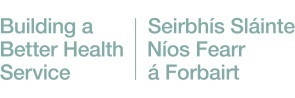 Building a
Better Health
Service
Seirbhís Sláinte
Níos Fearr
á Forbairt